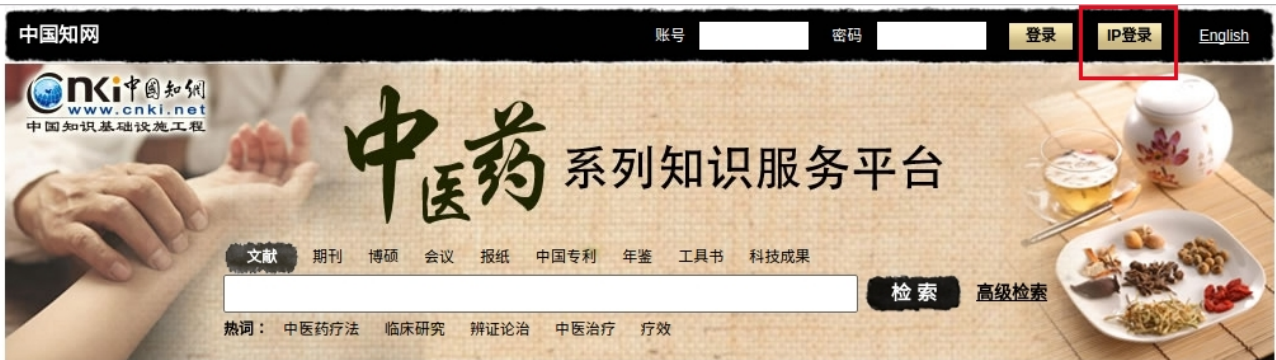 中国知网 账号 密码 登录 IP登录 English
cnki中国知网
www.cnki.net
中国知识基础设施工程
中医药系列知识服务平台
文献 期刊 博硕 会议 报纸 中国专利 年鉴 工具书 科技成果
检索 高级检索
热词： 中医药疗法 临床研究 辨证论治 中医治疗 疗效